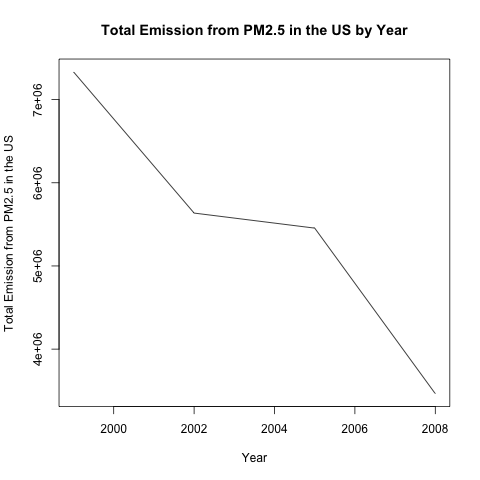 Total Emission from PM2.5 in the US by Year
Total Emission from PM2.5 in the US
7e+06
6e+06
5e+06
4e+06
2000 2002 2004 2006 2008
Year